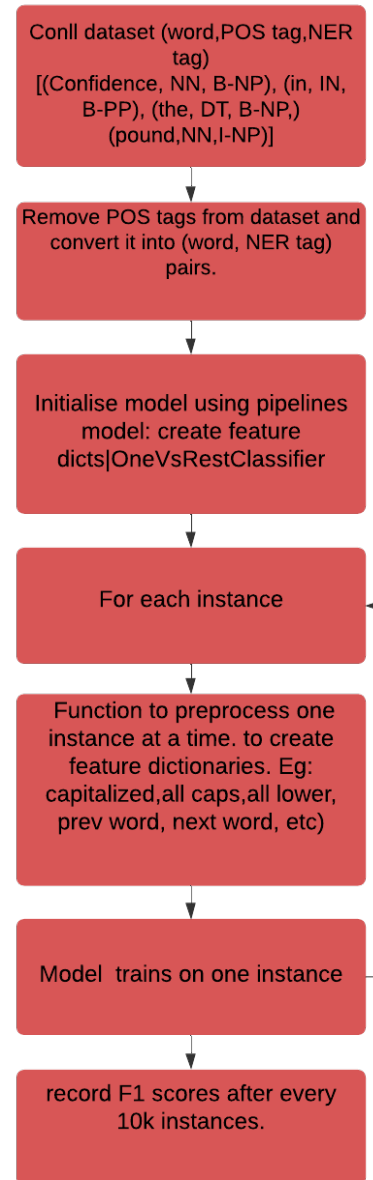 Conll dataset (word,POS tag,NER
tag)
[(Confidence, NN, B-NP), (in, IN,
B-PP), (the, DT, B-NP,)
(pound,NN,I-NP)]
Remove POS tags from dataset and
convert it into (word, NER tag)
pairs.
Initialise model using pipelines
model: create feature
dicts|OneVsRestClassifier
For each instance
Function to preprocess one
instance at a time. to create
feature dictionaries. Eg:
capitalized,all caps,all lower,
prev word, next word, etc)
Model trains on one instance
record F1 scores after every
10k instances.